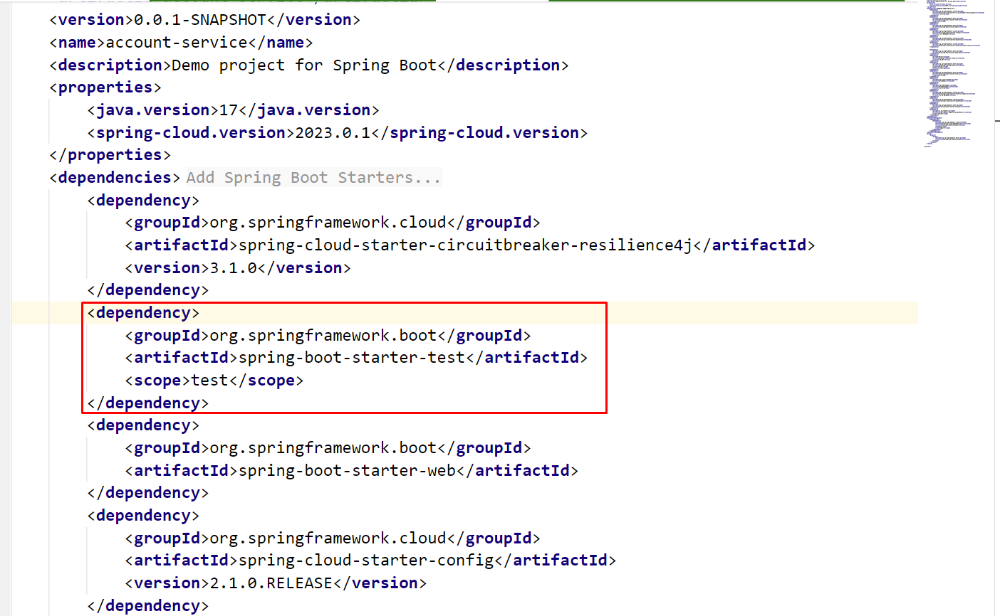 <version>0.0.1-SNAPSHOT</version>
<name>account-service</name>
<description>Demo project for Spring Boot</description>
<properties>
<java.version>17</java.version>
<spring-cloud.version>2023.0.1</spring-cloud.version>
</properties>
<dependencies> Add Spring Boot Starters...
<dependency>
<groupId>org.springframework.cloud</groupId>
<artifactId>spring-cloud-starter-circuitbreaker-resilience4j</artifactId>
<version>3.1.0</version>
</dependency>
<dependency>
<groupId>org.springframework.boot</groupId>
<artifactId>spring-boot-starter-test</artifactId>
<scope>test</scope>
</dependency>
<dependency>
<groupId>org.springframework.boot</groupId>
<artifactId>spring-boot-starter-web</artifactId>
</dependency>
<dependency>
<groupId>org.springframework.cloud</groupId>
<artifactId>spring-cloud-starter-config</artifactId>
<version>2.1.0.RELEASE</version>
</dependency>